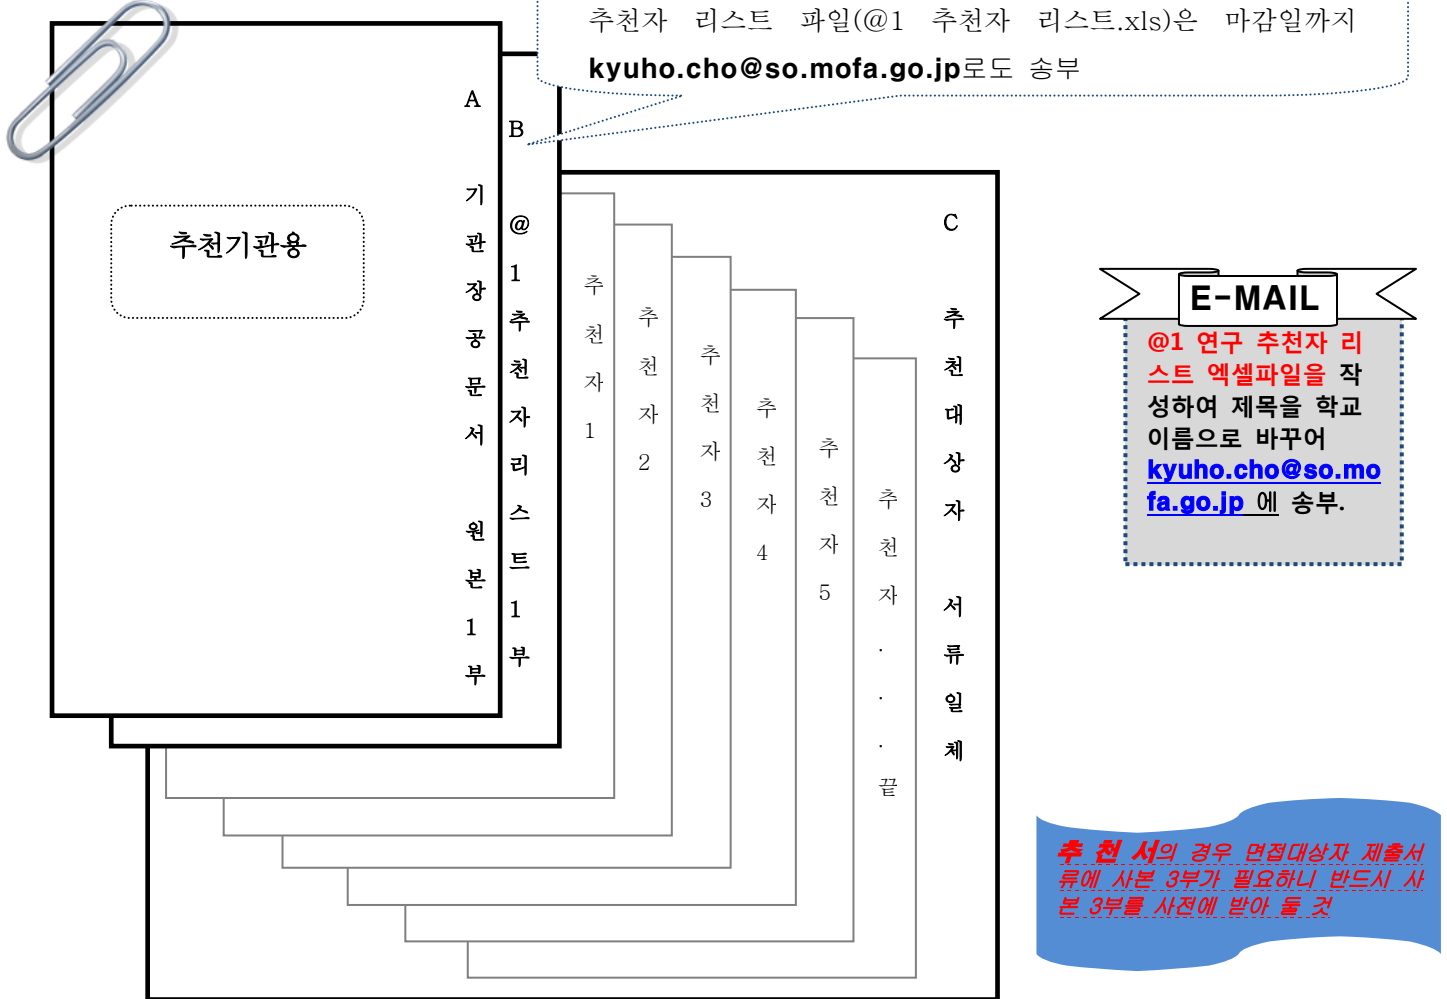 추천자 리스트 파일(@1 추천자 리스트.xls)은 마감일까지
kyuho.cho@so.mofa.go.jp로도 송부
추천기관용
A 기관장공문서 원본1부
B @1추천자리스트1부
추천자1
추천자2
추천자3
추천자4
추천자5
추천자...끝
C 추천대상자 서류일체
E-MAIL
@1 연구 추천자 리
스트 엑셀파일을 작
성하여 제목을 학교
이름으로 바꾸어
kyuho.cho@so.mo
fa.go.jp 에 송부.
추 천 서의 경우 면접대상자 제출서
류에 사본 3부가 필요하니 반드시 사
본 3부를 사전에 받아 둘 것